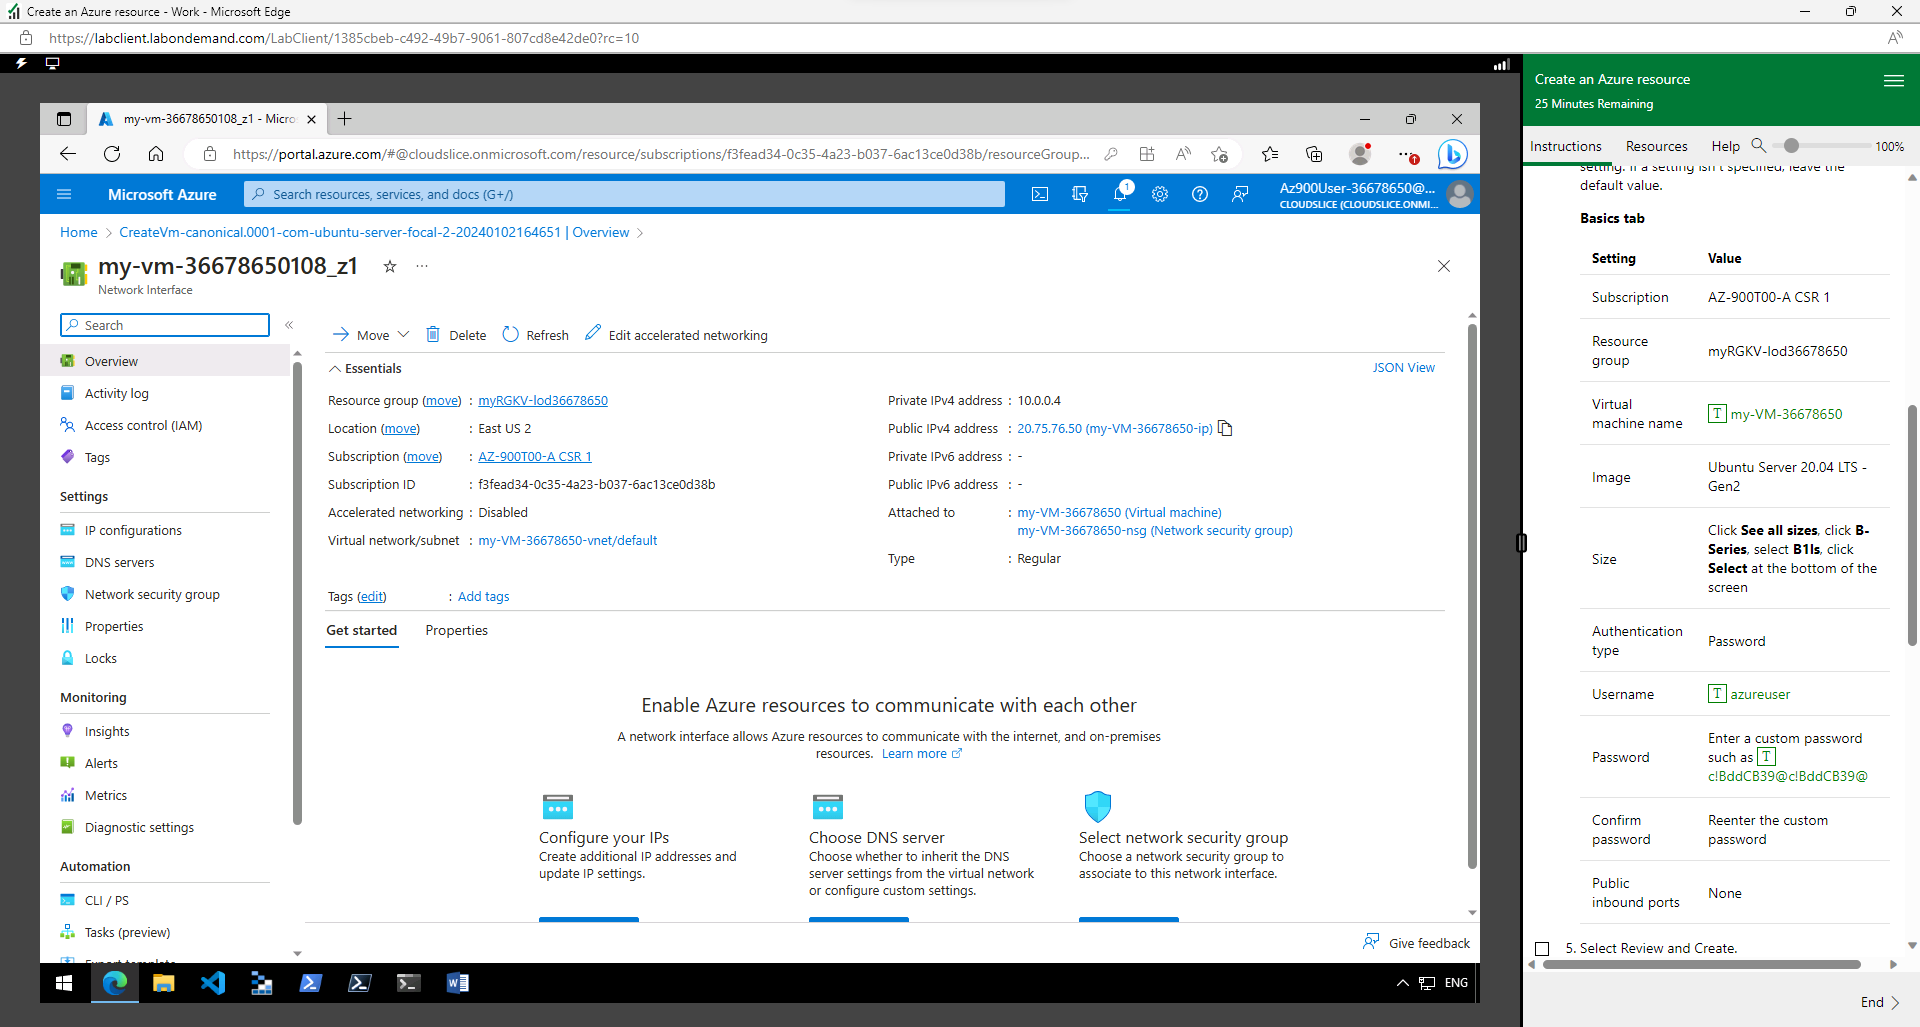 Create an Azure resource - Work - Microsoft Edge
https://labclient.labondemand.com/LabClient/1385cbeb-c492-49b7-9061-807cd8e42de0?rc=10
my-vm-36678650108_z1 - Micro
https://portal.azure.com/#@cloudslice.onmicrosoft.com/resource/subscriptions/f3fead34-0c35-4a23-b037-6ac13ce0d38b/resourceGroup...
Microsoft Azure
Search resources, services, and docs (G+/)
1
Az900User-36678650@...
CLOUDSLICE (CLOUDSLICE.ONMI...
Home > CreateVm-canonical.0001-com-ubuntu-server-focal-2-20240102164651 | Overview >
my-vm-36678650108_z1
Network Interface
Search
Overview
Activity log
Access control (IAM)
Tags
Settings
IP configurations
DNS servers
Network security group
Properties
Locks
Monitoring
Insights
Alerts
Metrics
Diagnostic settings
Automation
CLI / PS
Tasks (preview)
Export template
Move
Delete
Refresh
Edit accelerated networking
Essentials
JSON View
Resource group (move) : myRGKV-lod36678650
Location (move) : East US 2
Subscription (move) : AZ-900T00-A CSR 1
Subscription ID : f3fead34-0c35-4a23-b037-6ac13ce0d38b
Accelerated networking : Disabled
Virtual network/subnet : my-VM-36678650-vnet/default
Private IPv4 address : 10.0.0.4
Public IPv4 address : 20.75.76.50 (my-VM-36678650-ip)
Private IPv6 address : -
Public IPv6 address : -
Attached to : my-VM-36678650 (Virtual machine)
my-VM-36678650-nsg (Network security group)
Type : Regular
Tags (edit) : Add tags
Get started
Properties
Enable Azure resources to communicate with each other
A network interface allows Azure resources to communicate with the internet, and on-premises
resources. Learn more
Configure your IPs
Create additional IP addresses and
update IP settings.
Choose DNS server
Choose whether to inherit the DNS
server settings from the virtual network
or configure custom settings.
Select network security group
Choose a network security group to
associate to this network interface.
Give feedback
ENG
Create an Azure resource
25 Minutes Remaining
Instructions
Resources
Help
100%
setting. If a setting isn't specified, leave the
default value.
Basics tab
Setting Value
Subscription AZ-900T00-A CSR 1
Resource
group
myRGKV-lod36678650
Virtual
machine name
T my-VM-36678650
Image
Ubuntu Server 20.04 LTS -
Gen2
Size
Click See all sizes, click B-
Series, select B1ls, click
Select at the bottom of the
screen
Authentication
type
Password
Username T azureuser
Password
Enter a custom password
such as T
c!BddCB39@c!BddCB39@
Confirm
password
Reenter the custom
password
Public
inbound ports
None
5. Select Review and Create.
End